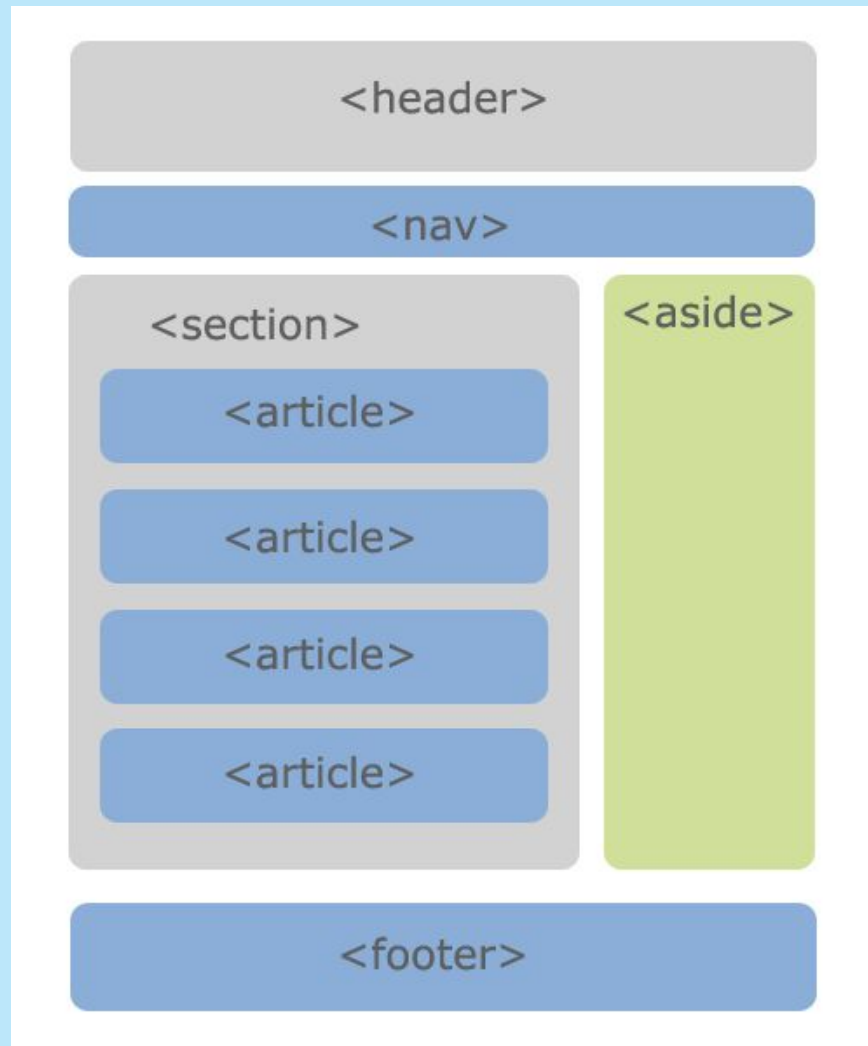 <header>
<nav>
<section>
<aside>
<article>
<article>
<article>
<article>
<footer>